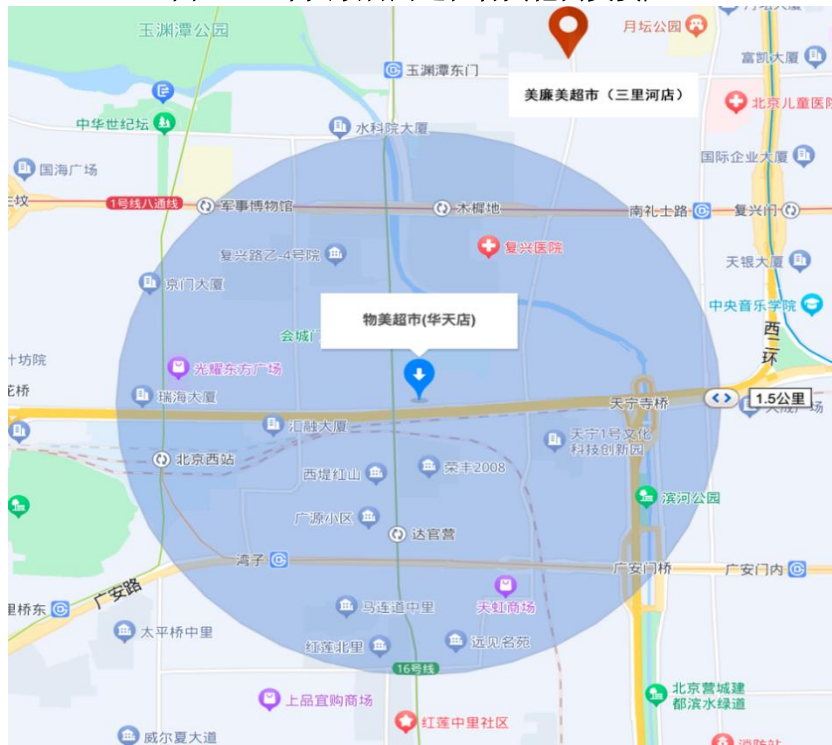 玉渊潭公园
月坛公园
富凯大厦
玉渊潭东门
美廉美超市（三里河店）
北京儿童医院
中华世纪坛
水科院大厦
国海广场
国际企业大厦
1号线八通线
军事博物馆
木樨地
南礼士路
复兴门
复兴路乙-4号院
复兴医院
天银大厦
京门大厦
中央音乐学院
物美超市(华天店)
会城门
西二环
光耀东方广场
瑞海大厦
1.5公里
天宁寺桥
汇融大厦
天宁1号文化
科技创新园
北京西站
西堤红山
荣丰2008
滨河公园
广源小区
达官营
湾子
广安门桥
广安门内
广安路
天虹商场
马连道中里
太平桥中里
红莲北里
远见名苑
16号线
北京营城建
都滨水绿道
上品宜购商场
红莲中里社区
威尔夏大道
消防站